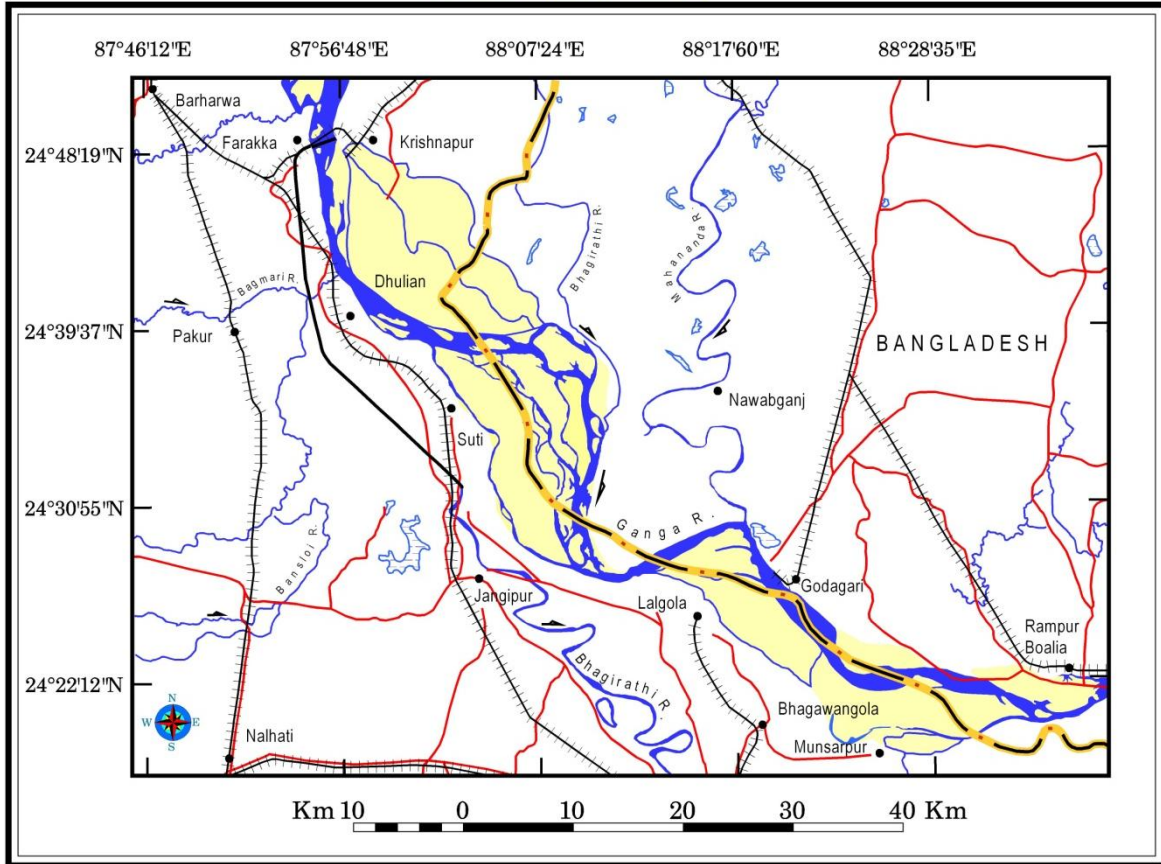 87°46'12"E 87°56'48"E 88°07'24"E 88°17'60"E 88°28'35"E
24°48'19"N
24°39'37"N
24°30'55"N
24°22'12"N
Barharwa
Farakka
Krishnapur
Bhagirathi R.
Mahananda R.
Bagmari R.
Dhulian
Pakur
BANGLADESH
Nawabganj
Suti
Ganga R.
Bansloi R.
Jangipur
Godagari
Lalgola
Rampur
Boalia
Bhagirathi R.
Bhagawangola
Munsarpur
Nalhati
N
W E
S
Km 10 0 10 20 30 40 Km